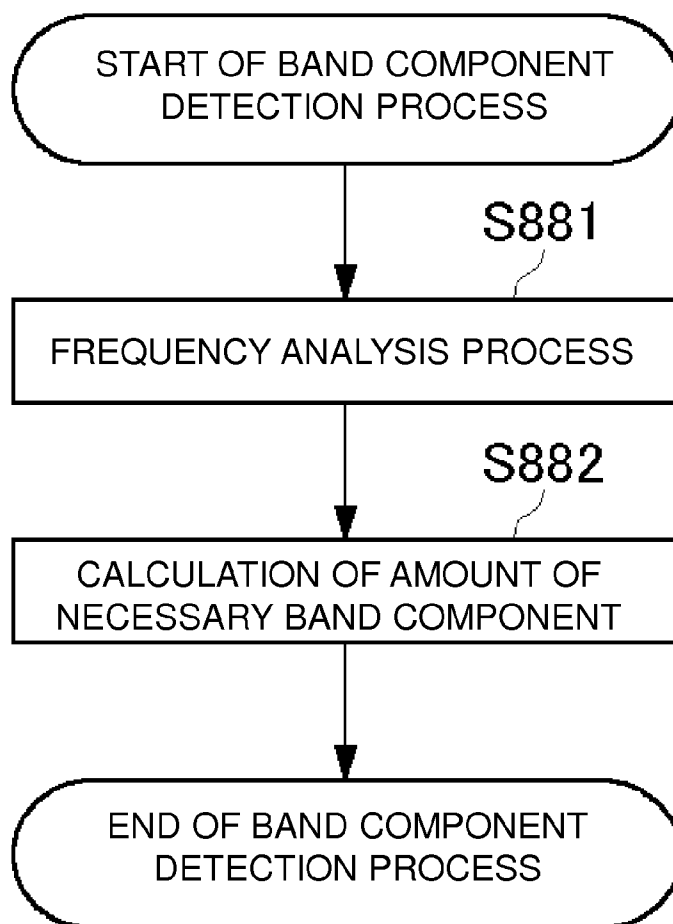 START OF BAND COMPONENT
DETECTION PROCESS
S881
FREQUENCY ANALYSIS PROCESS
S882
CALCULATION OF AMOUNT OF
NECESSARY BAND COMPONENT
END OF BAND COMPONENT
DETECTION PROCESS